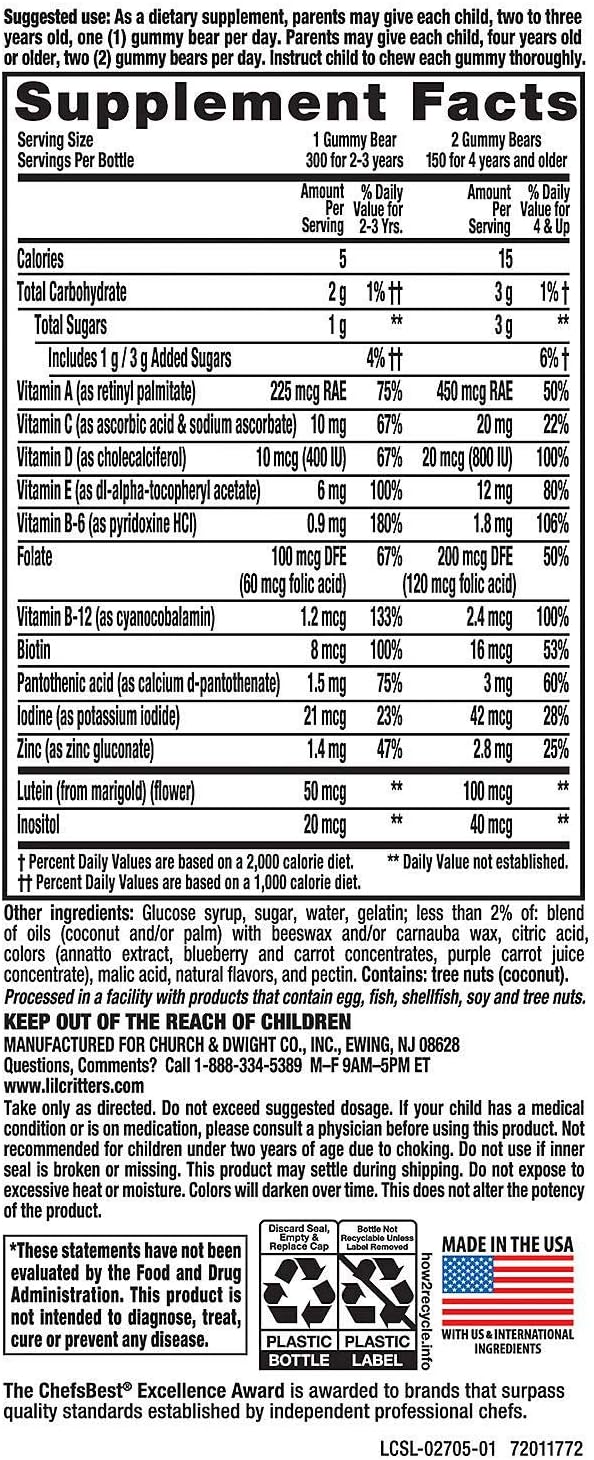 Suggested use: As a dietary supplement, parents may give each child, two to three
years old, one (1) gummy bear per day. Parents may give each child, four years old
or older, two (2) gummy bears per day. Instruct child to chew each gummy thoroughly.
Supplement Facts
Serving Size 1 Gummy Bear 2 Gummy Bears
Servings Per Bottle 300 for 2-3 years 150 for 4 years and older
Amount % Daily Amount % Daily
Per Value for Per Value for
Serving 2-3 Yrs. Serving 4 & Up
Calories 5 15
Total Carbohydrate 2 g 1% †† 3 g 1% †
Total Sugars 1 g ** 3 g **
Includes 1 g / 3 g Added Sugars 4% †† 6% †
Vitamin A (as retinyl palmitate) 225 mcg RAE 75% 450 mcg RAE 50%
Vitamin C (as ascorbic acid & sodium ascorbate) 10 mg 67% 20 mg 22%
Vitamin D (as cholecalciferol) 10 mcg (400 IU) 67% 20 mcg (800 IU) 100%
Vitamin E (as dl-alpha-tocopheryl acetate) 6 mg 100% 12 mg 80%
Vitamin B-6 (as pyridoxine HCl) 0.9 mg 180% 1.8 mg 106%
Folate 100 mcg DFE 67% 200 mcg DFE 50%
(60 mcg folic acid) (120 mcg folic acid)
Vitamin B-12 (as cyanocobalamin) 1.2 mcg 133% 2.4 mcg 100%
Biotin 8 mcg 100% 16 mcg 53%
Pantothenic acid (as calcium d-pantothenate) 1.5 mg 75% 3 mg 60%
Iodine (as potassium iodide) 21 mcg 23% 42 mcg 28%
Zinc (as zinc gluconate) 1.4 mg 47% 2.8 mg 25%
Lutein (from marigold) (flower) 50 mcg ** 100 mcg **
Inositol 20 mcg ** 40 mcg **
† Percent Daily Values are based on a 2,000 calorie diet. ** Daily Value not established.
†† Percent Daily Values are based on a 1,000 calorie diet.
Other ingredients: Glucose syrup, sugar, water, gelatin; less than 2% of: blend
of oils (coconut and/or palm) with beeswax and/or carnauba wax, citric acid,
colors (annatto extract, blueberry and carrot concentrates, purple carrot juice
concentrate), malic acid, natural flavors, and pectin. Contains: tree nuts (coconut).
Processed in a facility with products that contain egg, fish, shellfish, soy and tree nuts.
KEEP OUT OF THE REACH OF CHILDREN
MANUFACTURED FOR CHURCH & DWIGHT CO., INC., EWING, NJ 08628
Questions, Comments? Call 1-888-334-5389 M–F 9AM–5PM ET
www.lilcritters.com
Take only as directed. Do not exceed suggested dosage. If your child has a medical
condition or is on medication, please consult a physician before using this product. Not
recommended for children under two years of age due to choking. Do not use if inner
seal is broken or missing. This product may settle during shipping. Do not expose to
excessive heat or moisture. Colors will darken over time. This does not alter the potency
of the product.
*These statements have not been
evaluated by the Food and Drug
Administration. This product is
not intended to diagnose, treat,
cure or prevent any disease.
Discard Seal,
Empty &
Replace Cap
PLASTIC
BOTTLE
Bottle Not
Recyclable Unless
Label Removed
PLASTIC
LABEL
how2recycle.info
MADE IN THE USA
WITH US & INTERNATIONAL
INGREDIENTS
The ChefsBest® Excellence Award is awarded to brands that surpass
quality standards established by independent professional chefs.
LCSL-02705-01 72011772